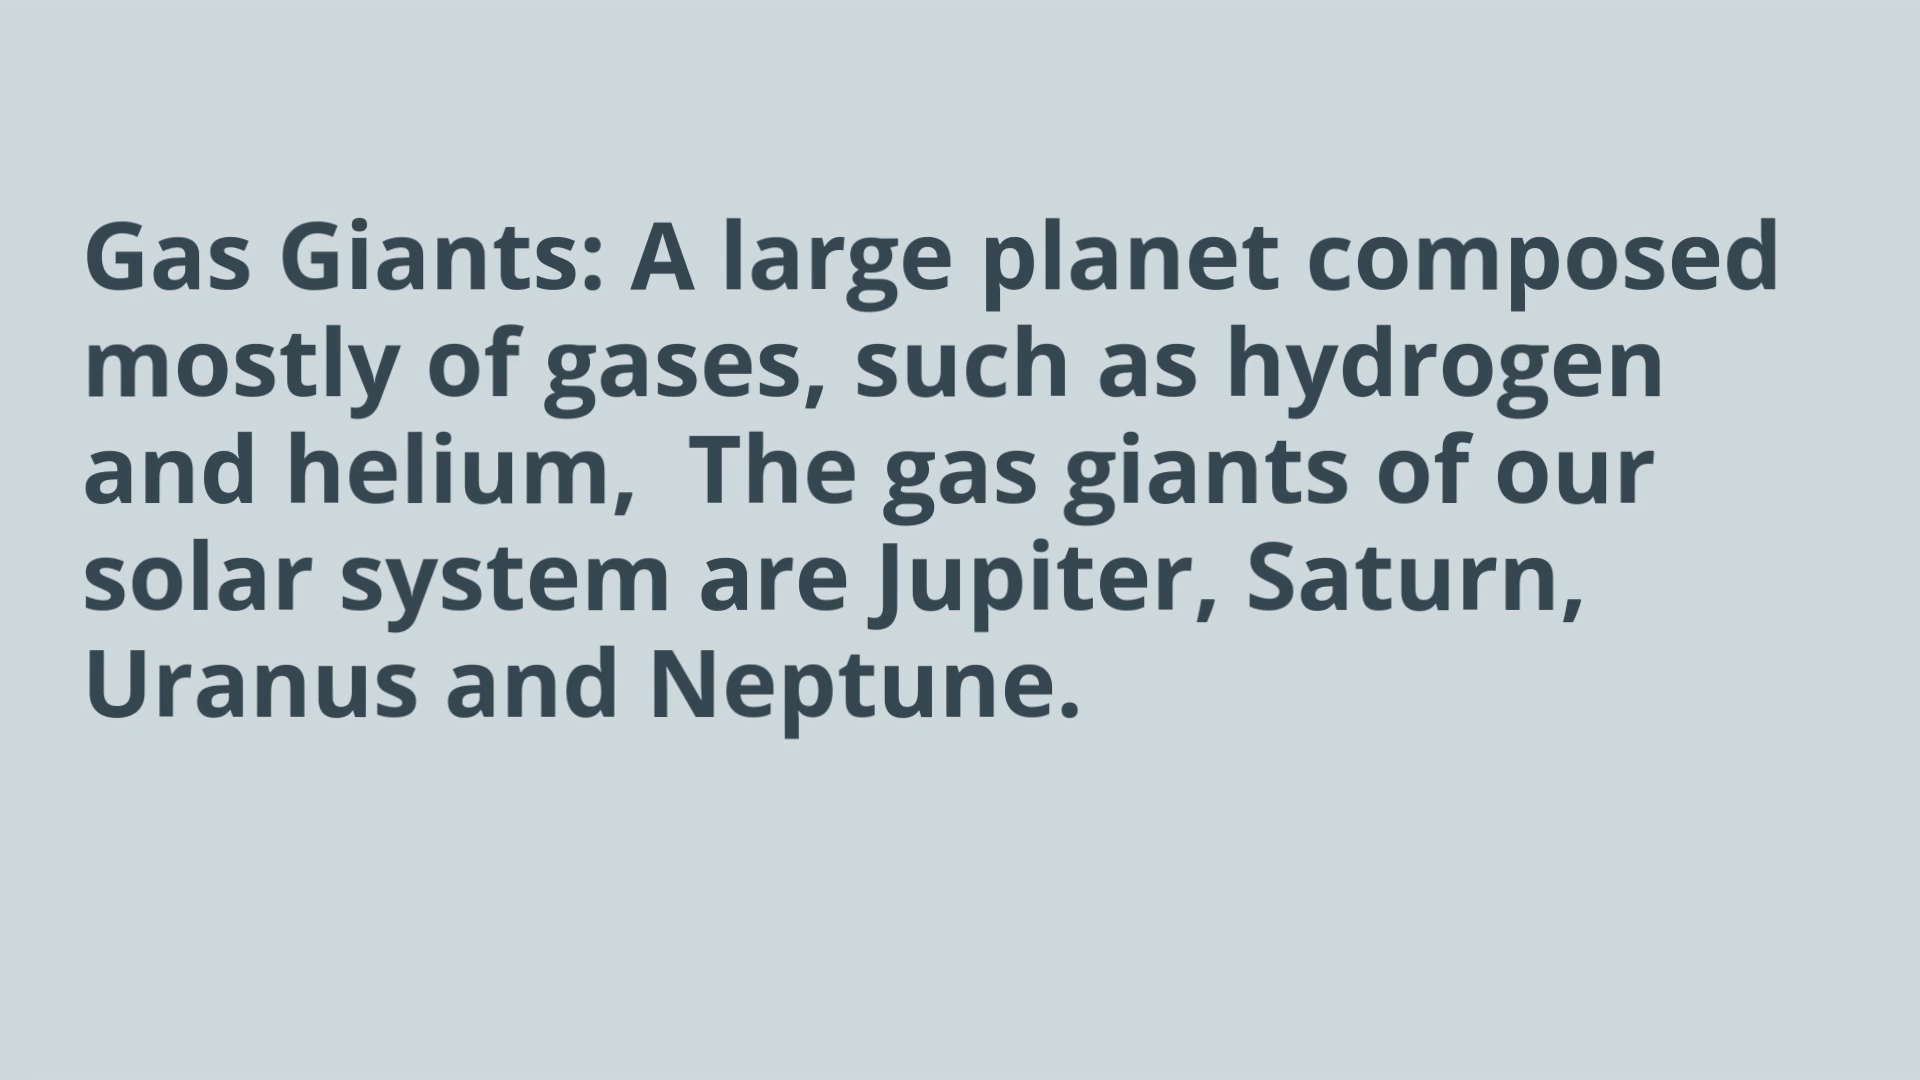 Gas Giants: A large planet composed
mostly of gases, such as hydrogen
and helium,  The gas giants of our
solar system are Jupiter, Saturn,
Uranus and Neptune.